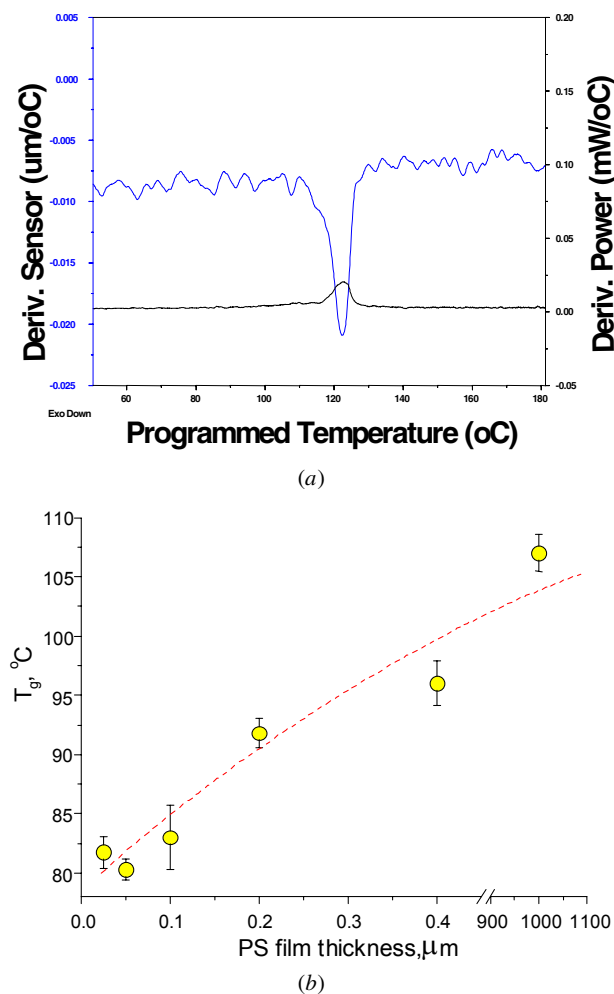 0.005
0.000
-0.005
-0.010
-0.015
-0.020
-0.025
Deriv. Sensor (um/oC)
0.20
0.15
0.10
0.05
0.00
-0.05
Deriv. Power (mW/oC)
60 80 100 120 140 160 180
Exo Down
Programmed Temperature (oC)
(a)
110
105
100
95
90
85
80
Tg, °C
0.0 0.1 0.2 0.3 0.4 900 1000 1100
PS film thickness,μm
(b)